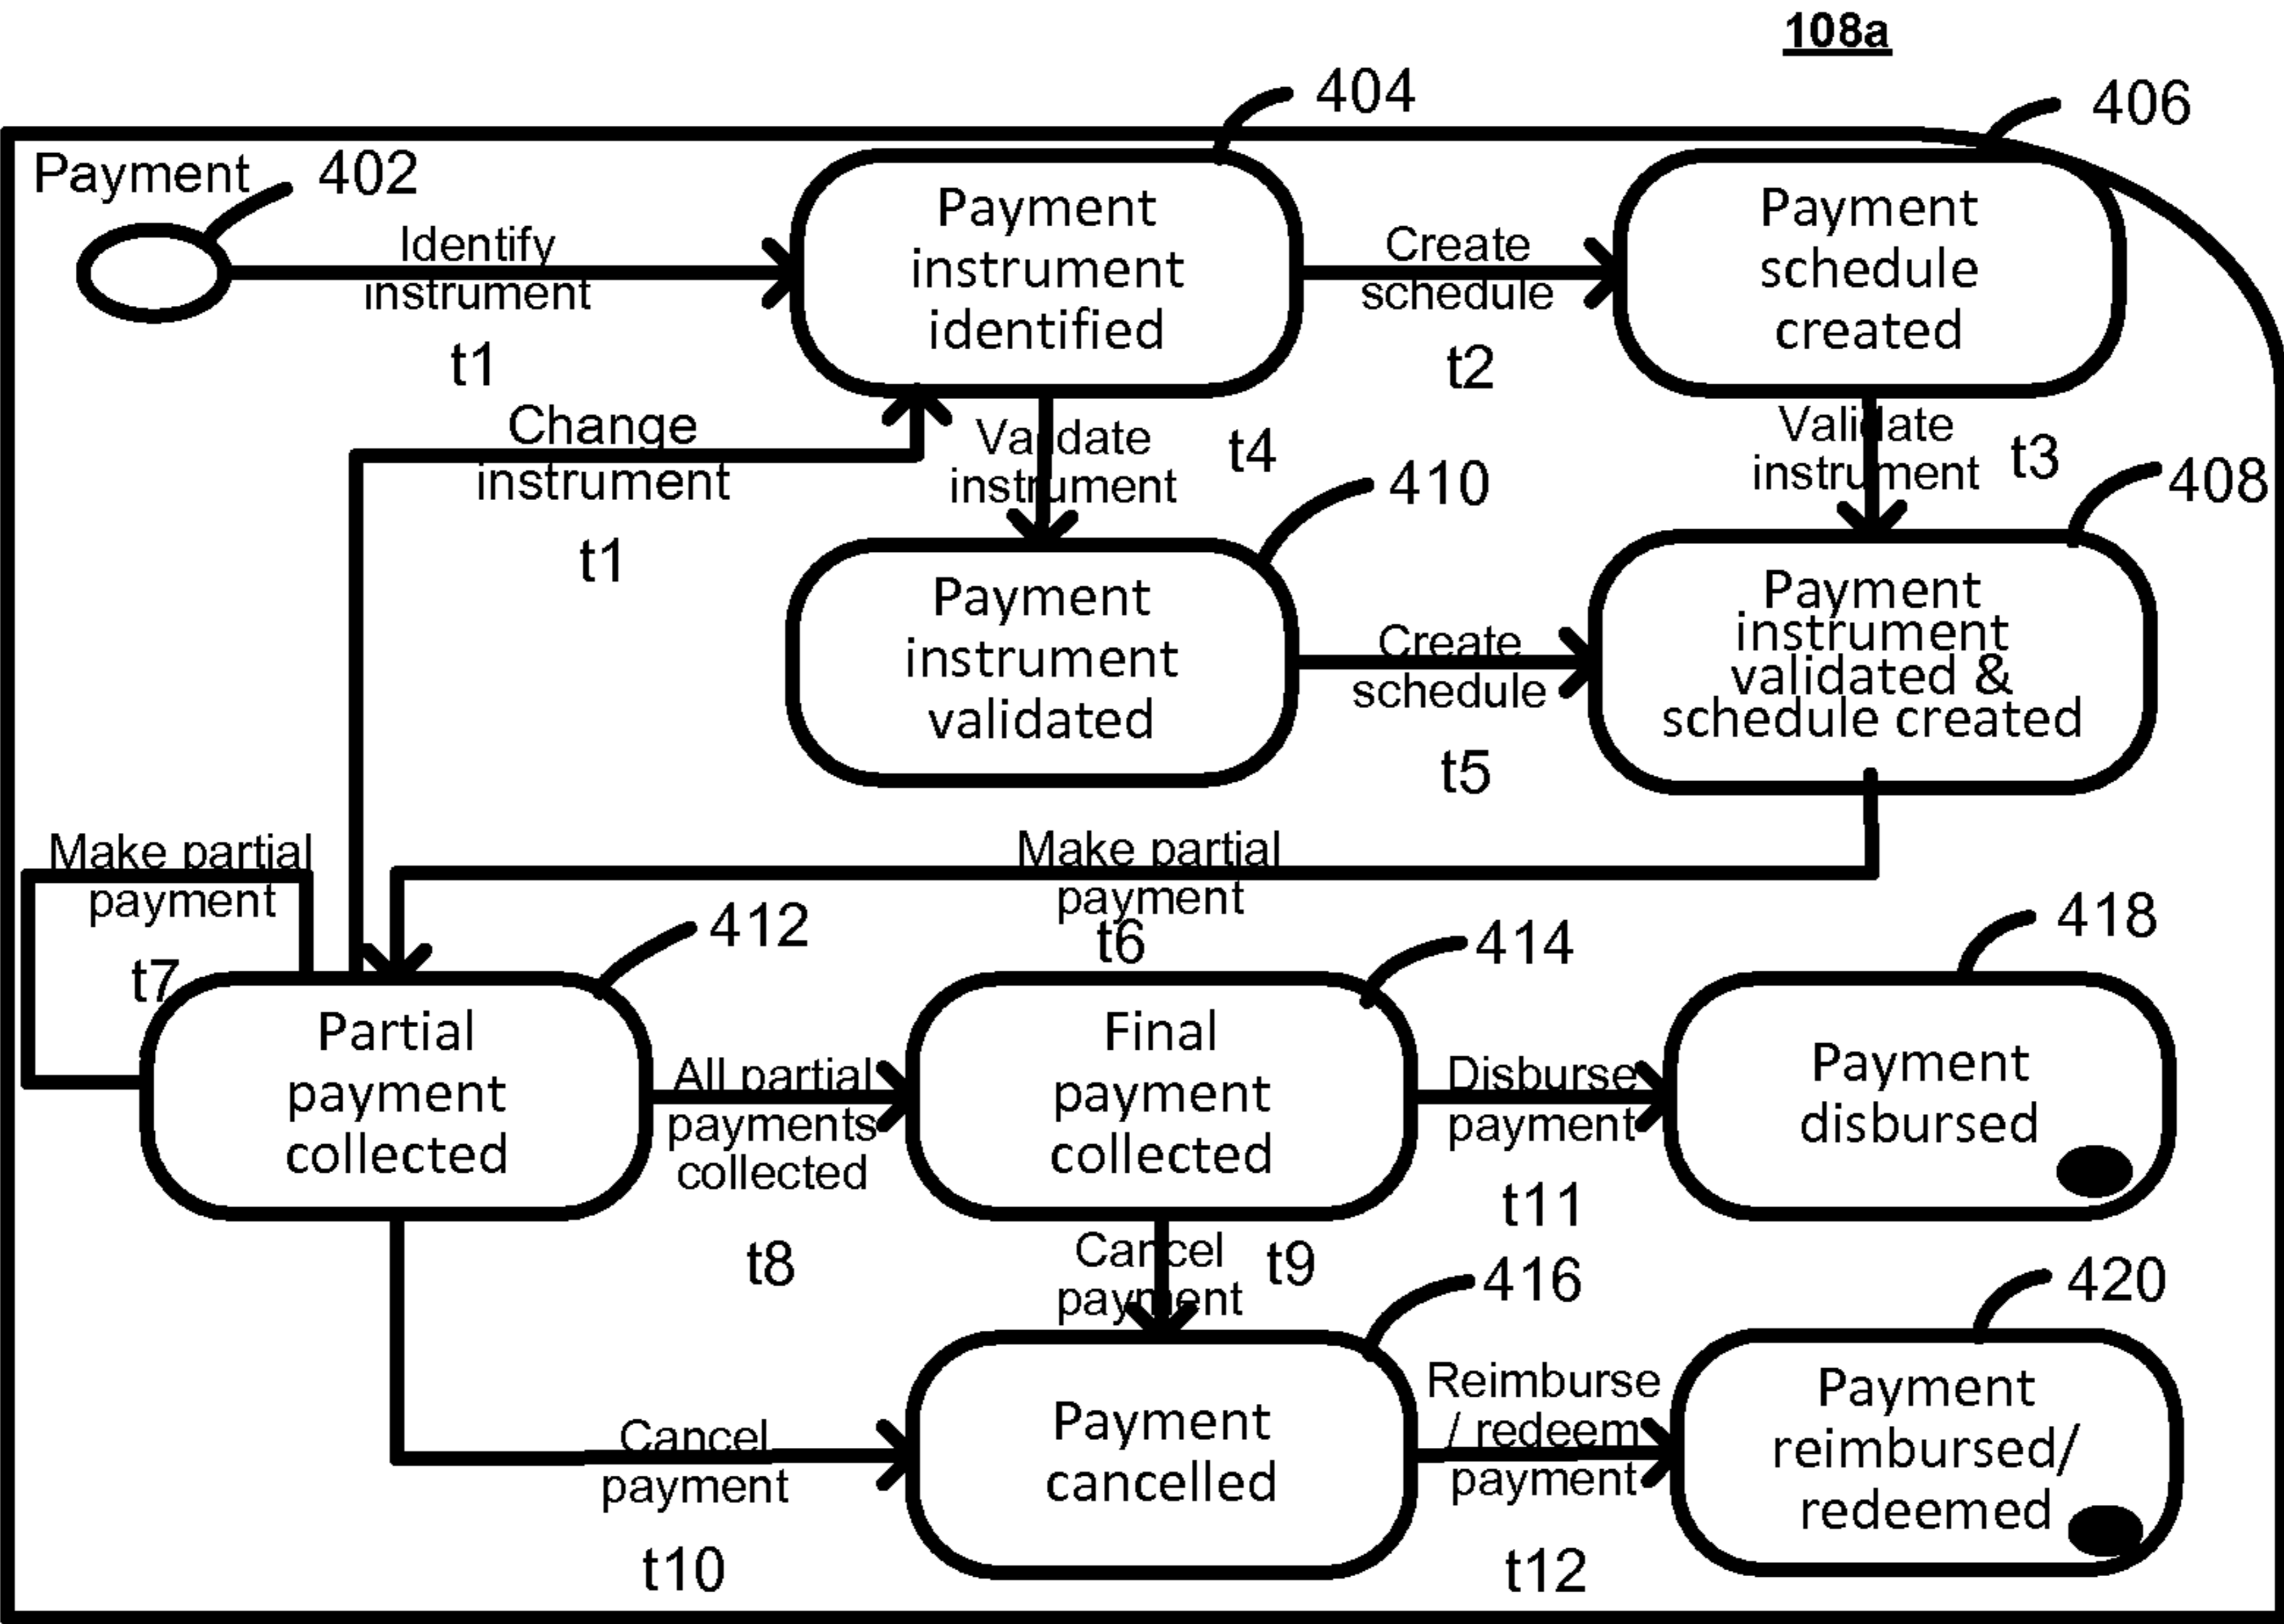 108a
404
406
Payment
402
Identify
instrument
t1
Payment
instrument
identified
Create
schedule
t2
Payment
schedule
created
Change
instrument
t1
Validate
instrument
t4
Validate
instrument
t3
410
408
Payment
instrument
validated
Create
schedule
t5
Payment
instrument
validated &
schedule created
Make partial
payment
t7
Make partial
payment
t6
412
414
418
Partial
payment
collected
All partial
payments
collected
t8
Final
payment
collected
Disburse
payment
t11
Payment
disbursed
Cancel
payment
t9
416
420
Cancel
payment
t10
Payment
cancelled
Reimburse
/ redeem
payment
t12
Payment
reimbursed/
redeemed